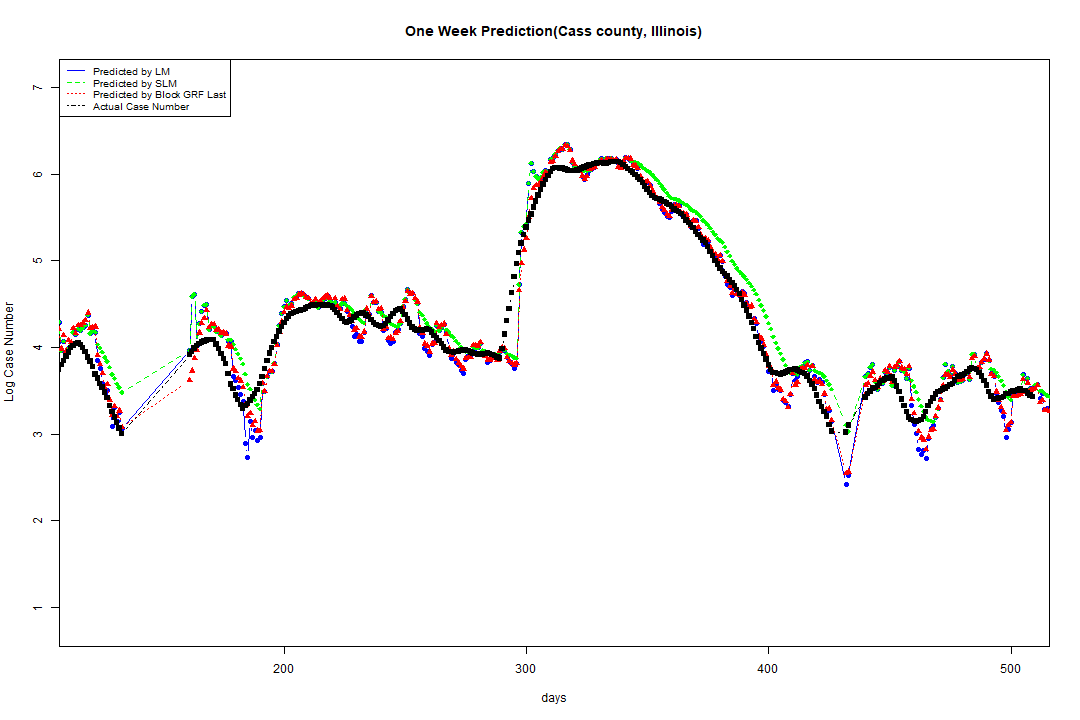 One Week Prediction(Cass county, Illinois)
Predicted by LM
Predicted by SLM
Predicted by Block GRF Last
Actual Case Number
7
6
5
4
3
2
1
Log Case Number
200
300
400
500
days